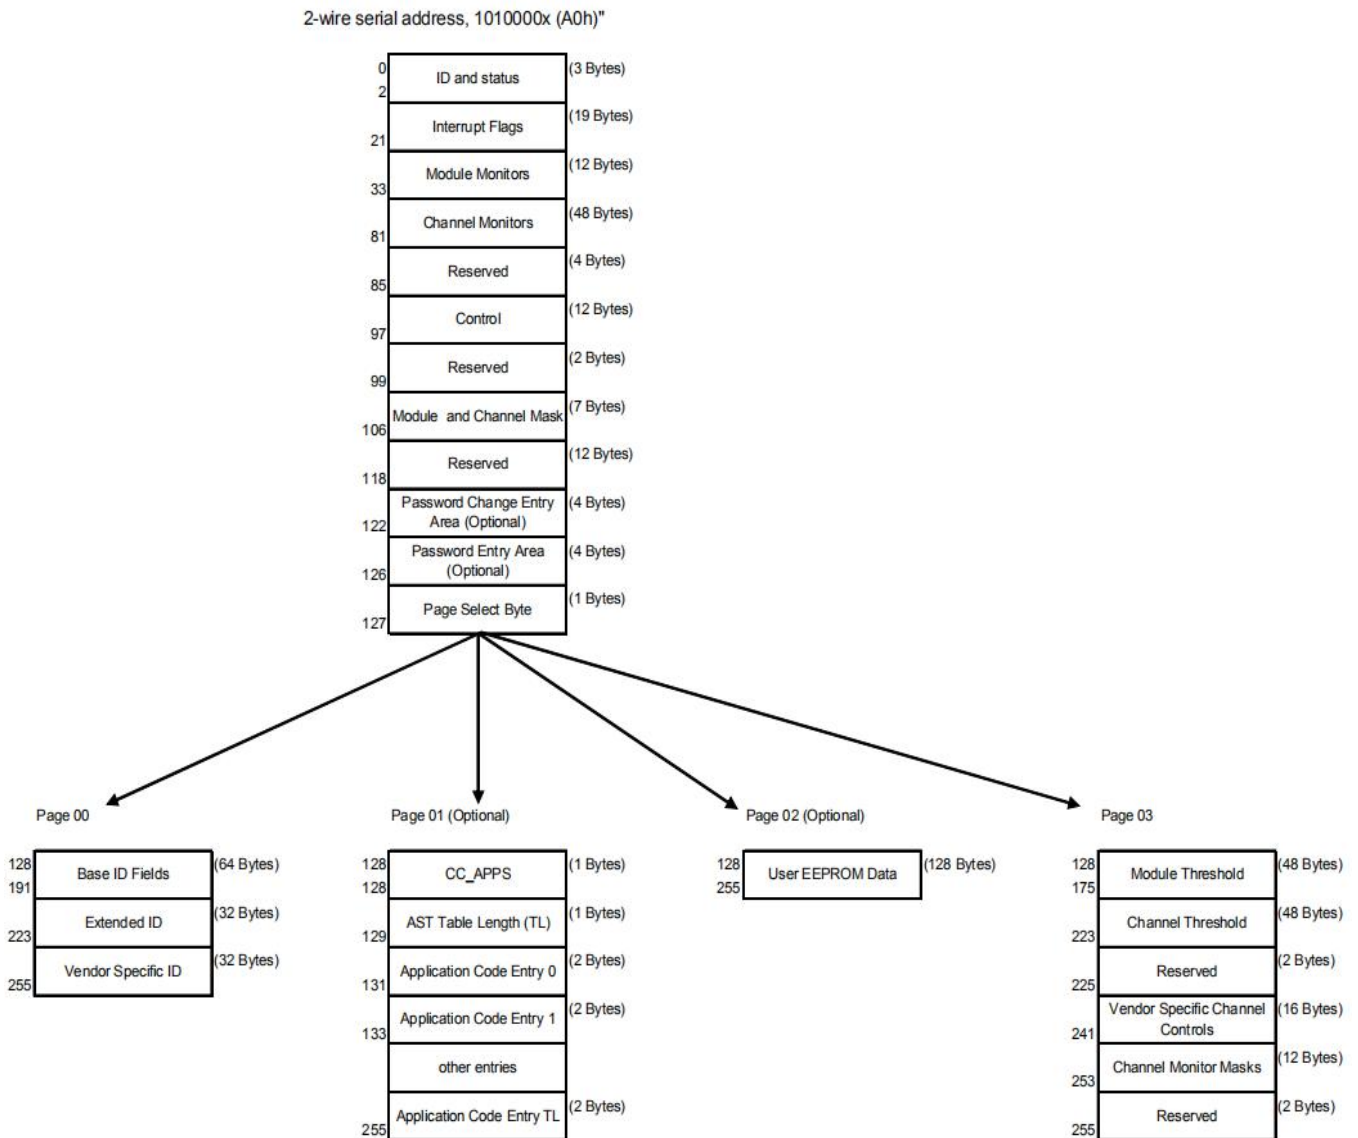 2-wire serial address, 1010000x (A0h)"
0
ID and status
(3 Bytes)
2
Interrupt Flags
(19 Bytes)
21
Module Monitors
(12 Bytes)
33
Channel Monitors
(48 Bytes)
81
Reserved
(4 Bytes)
85
Control
(12 Bytes)
97
Reserved
(2 Bytes)
99
Module and Channel Mask
(7 Bytes)
106
Reserved
(12 Bytes)
118
Password Change Entry
Area (Optional)
(4 Bytes)
122
Password Entry Area
(Optional)
(4 Bytes)
126
Page Select Byte
(1 Bytes)
127
Page 00
128
Base ID Fields
(64 Bytes)
191
Extended ID
(32 Bytes)
223
Vendor Specific ID
(32 Bytes)
255
Page 01 (Optional)
128
CC_APPS
(1 Bytes)
128
AST Table Length (TL)
(1 Bytes)
129
Application Code Entry 0
(2 Bytes)
131
Application Code Entry 1
(2 Bytes)
133
other entries
Application Code Entry TL
(2 Bytes)
255
Page 02 (Optional)
128
User EEPROM Data
(128 Bytes)
255
Page 03
128
Module Threshold
(48 Bytes)
175
Channel Threshold
(48 Bytes)
223
Reserved
(2 Bytes)
225
Vendor Specific Channel
Controls
(16 Bytes)
241
Channel Monitor Masks
(12 Bytes)
253
Reserved
(2 Bytes)
255